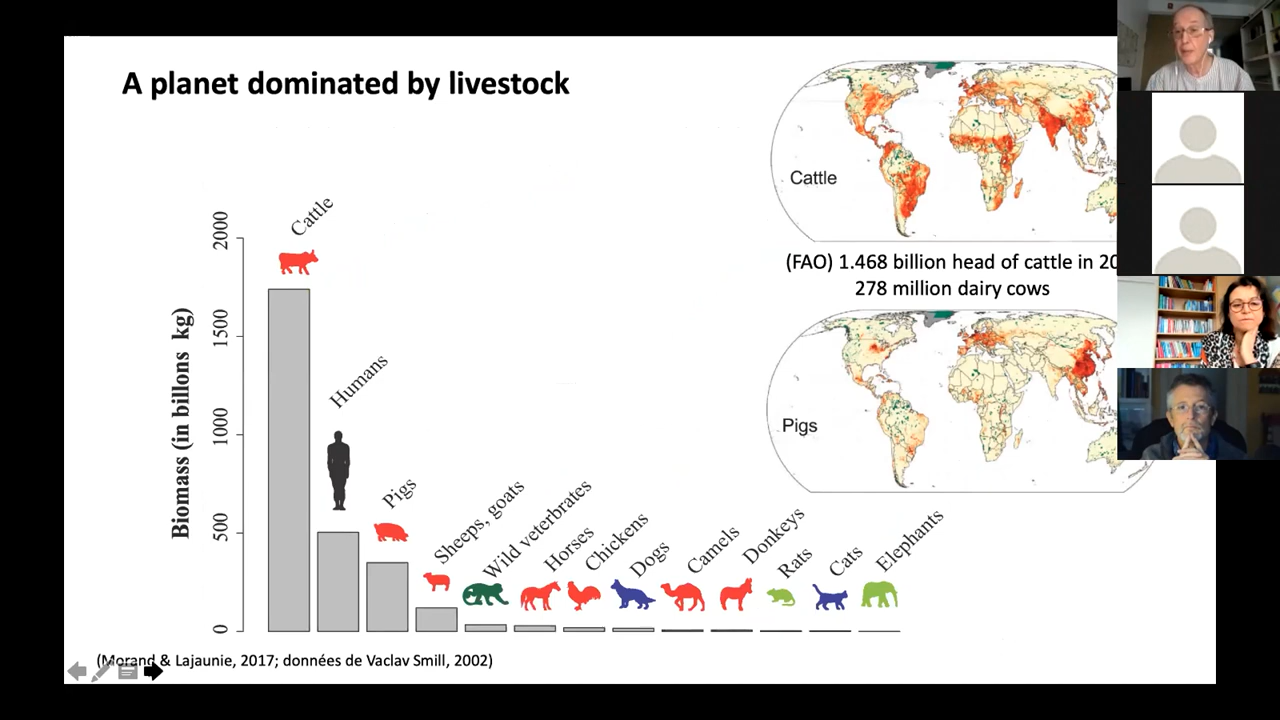 A planet dominated by livestock
Cattle
(FAO) 1.468 billion head of cattle in 20
278 million dairy cows
Pigs
Biomass (in billons kg)
2000
1500
1000
500
0
Cattle
Humans
Pigs
Sheeps, goats
Wild veterbrates
Horses
Chickens
Dogs
Camels
Donkeys
Rats
Cats
Elephants
(Morand & Lajaunie, 2017; données de Vaclav Smill, 2002)